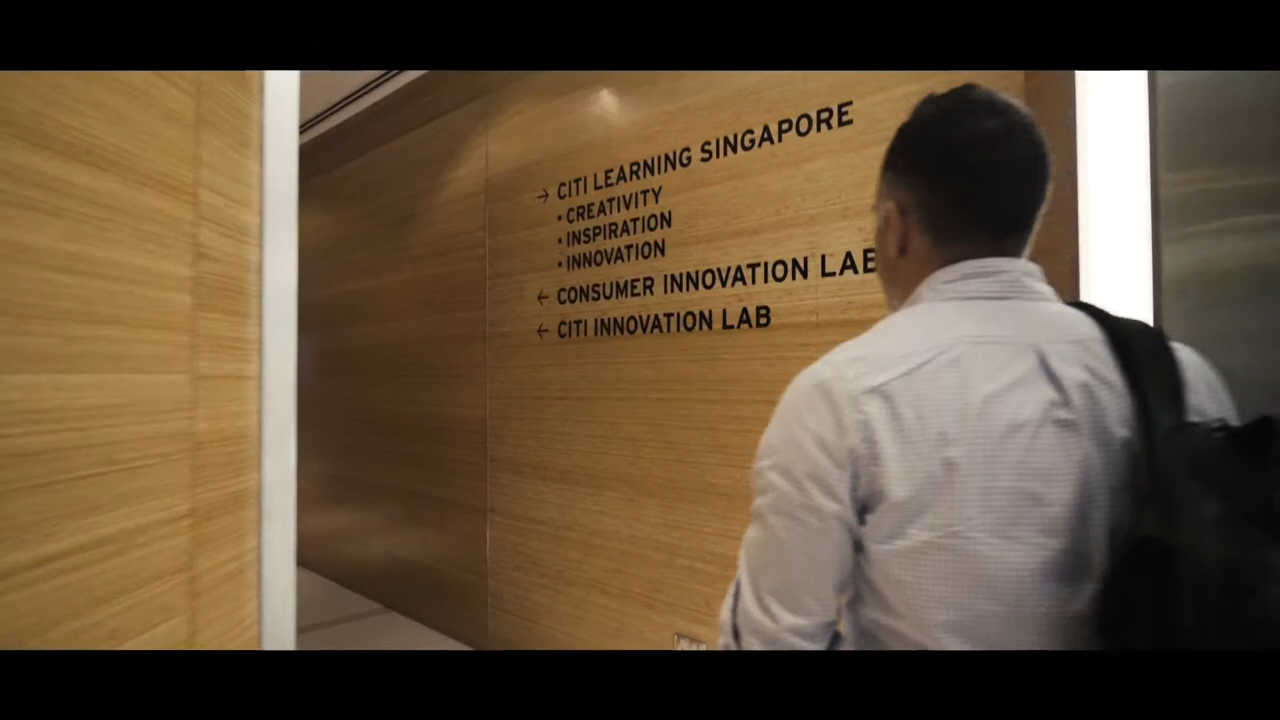 → CITI LEARNING SINGAPORE
• CREATIVITY
• INSPIRATION
• INNOVATION
← CONSUMER INNOVATION LAB
← CITI INNOVATION LAB